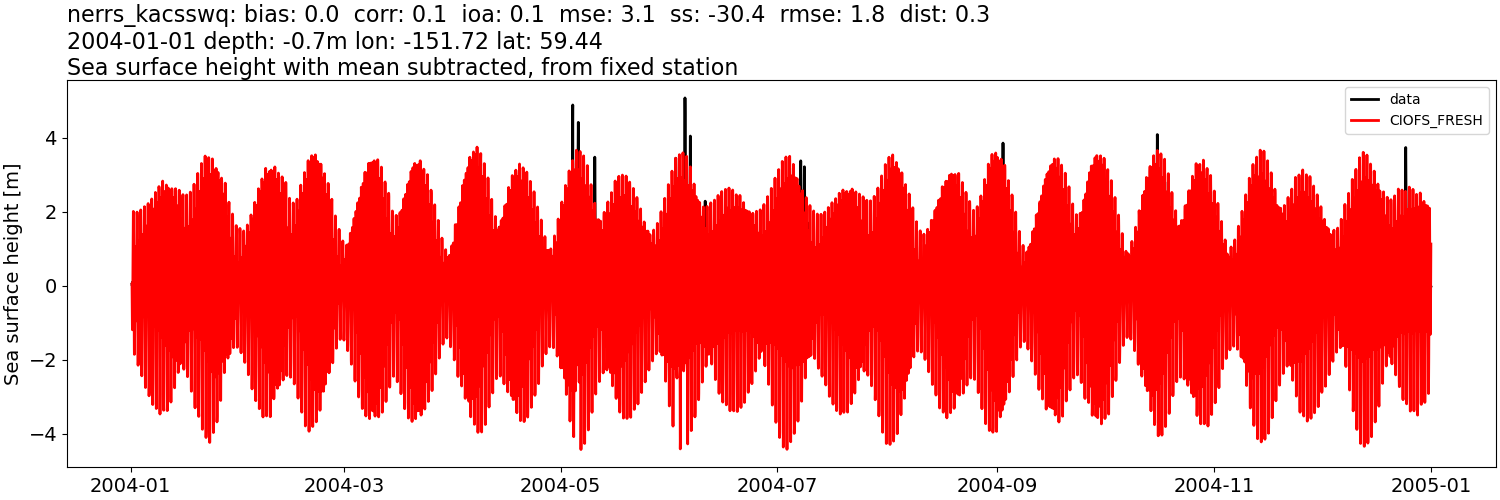 nerrs_kacsswq: bias: 0.0  corr: 0.1  ioa: 0.1  mse: 3.1  ss: -30.4  rmse: 1.8  dist: 0.3
2004-01-01 depth: -0.7m lon: -151.72 lat: 59.44
Sea surface height with mean subtracted, from fixed station
data
CIOFS_FRESH
Sea surface height [m]
4
2
0
−2
−4
2004-01 2004-03 2004-05 2004-07 2004-09 2004-11 2005-01